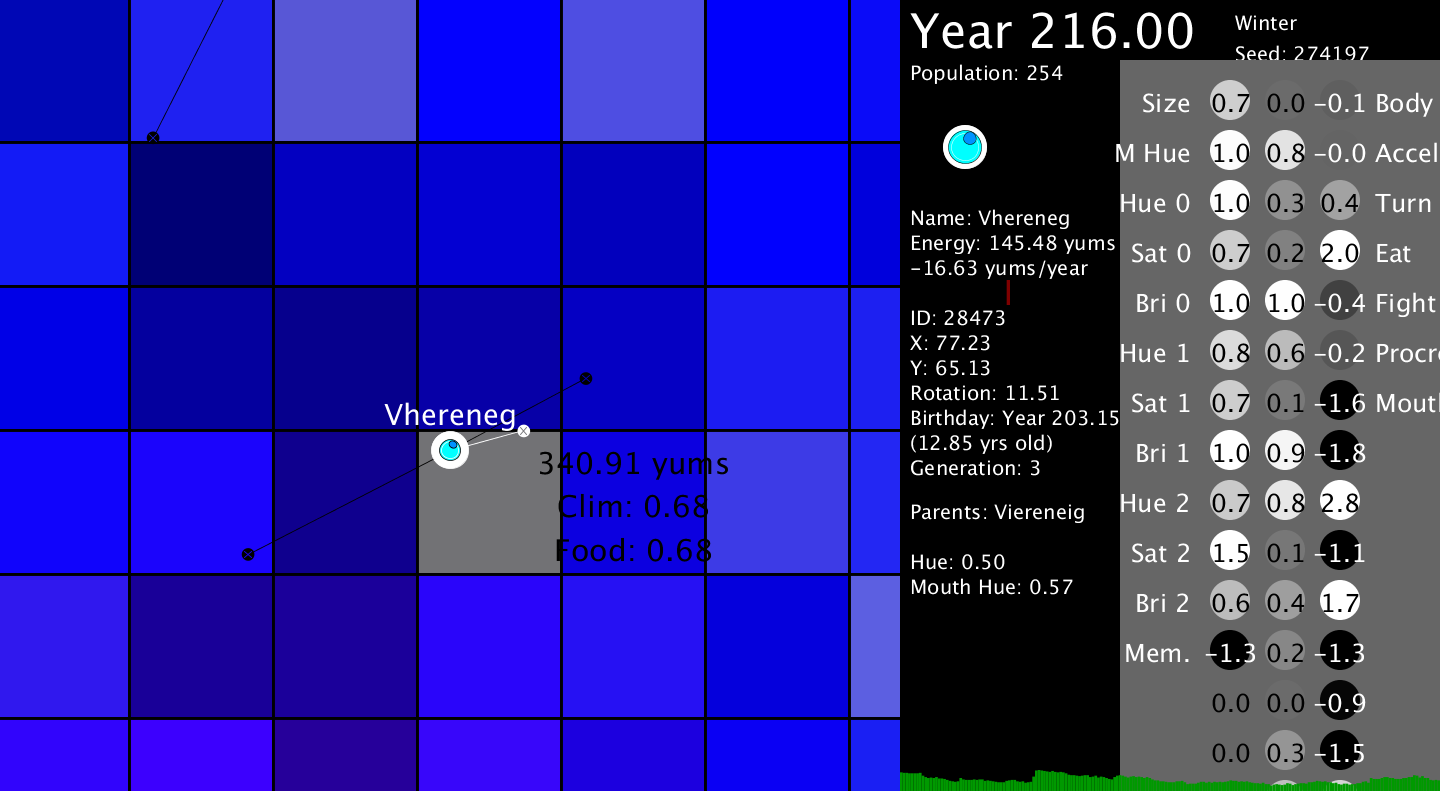 Year 216.00
Winter
Seed: 274197
Population: 254
Name: Vhereneg
Energy: 145.48 yums
−16.63 yums/year
ID: 28473
X: 77.23
Y: 65.13
Rotation: 11.51
Birthday: Year 203.15
(12.85 yrs old)
Generation: 3
Parents: Viereneig
Hue: 0.50
Mouth Hue: 0.57
Vhereneg
340.91 yums
Clim: 0.68
Food: 0.68
Size 0.7 0.0 −0.1 Body
M Hue 1.0 0.8 −0.0 Accel
Hue 0 1.0 0.3 0.4 Turn
Sat 0 0.7 0.2 2.0 Eat
Bri 0 1.0 1.0 −0.4 Fight
Hue 1 0.8 0.6 −0.2 Procre
Sat 1 0.7 0.1 −1.6 Mouth
Bri 1 1.0 0.9 −1.8
Hue 2 0.7 0.8 2.8
Sat 2 1.5 0.1 −1.1
Bri 2 0.6 0.4 1.7
Mem. −1.3 0.2 −1.3
0.0 0.0 −0.9
0.0 0.3 −1.5